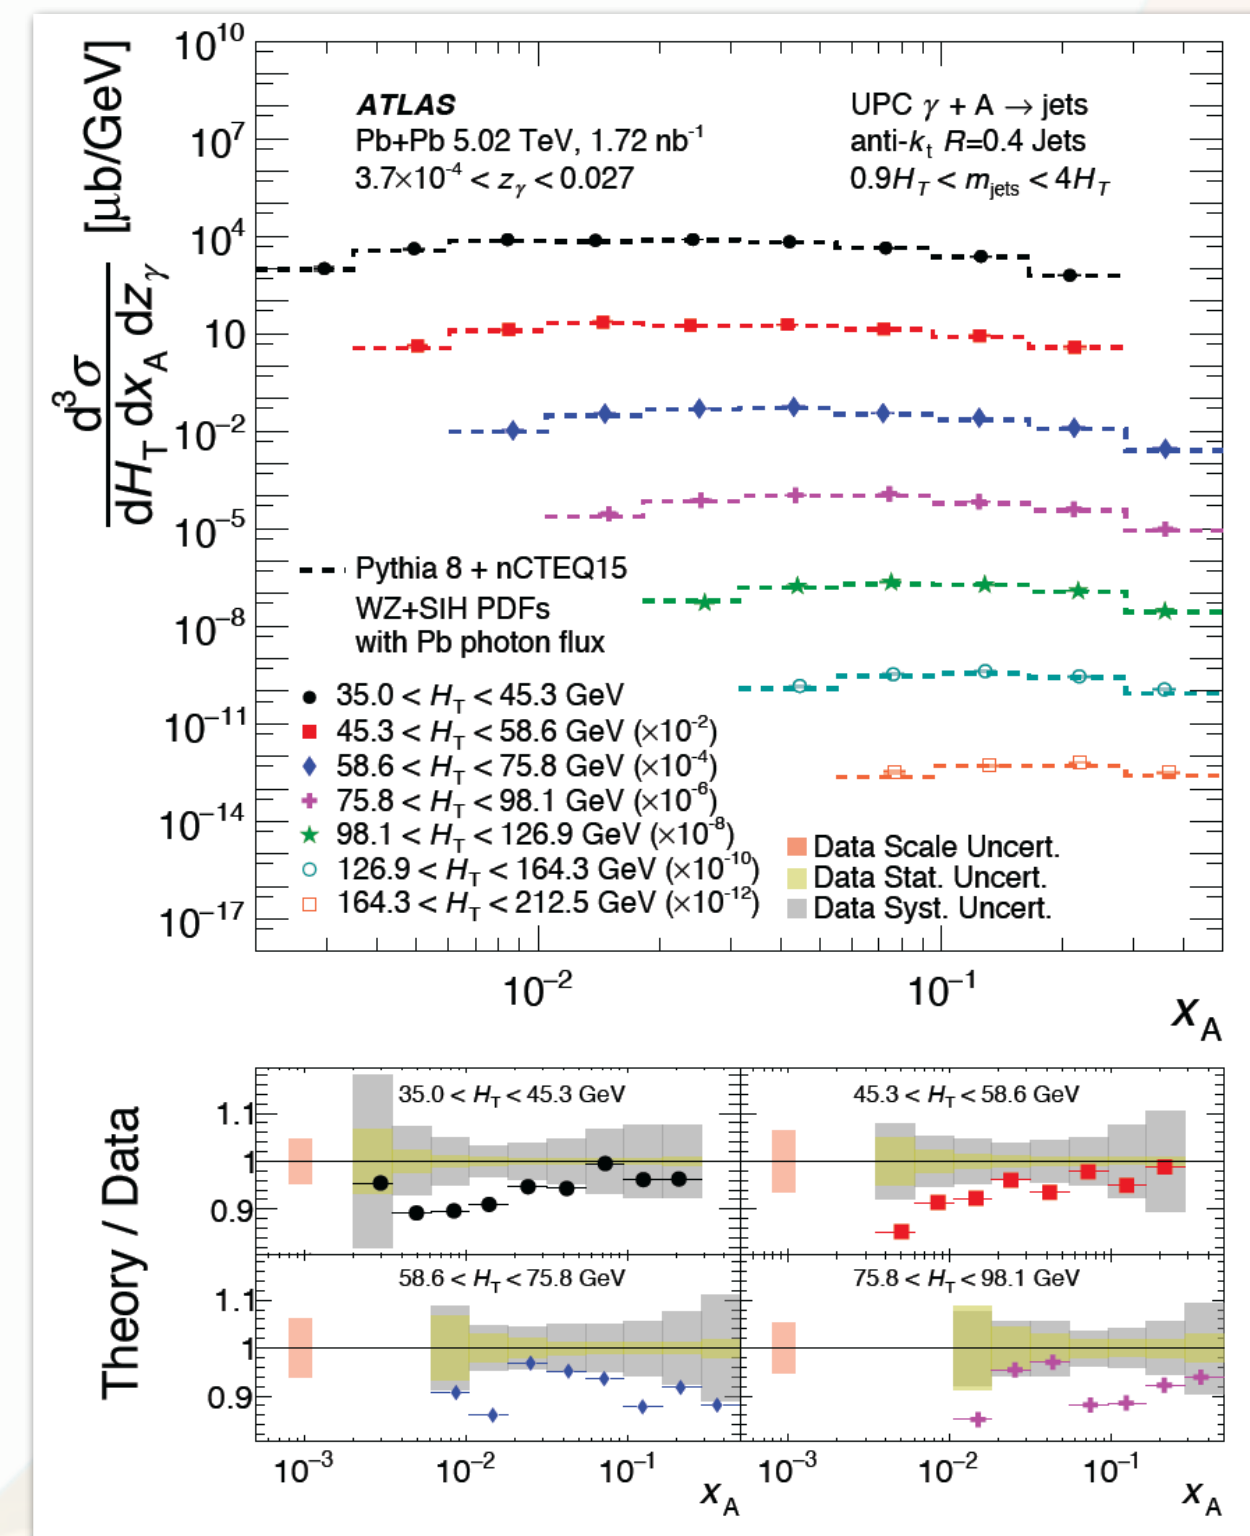 10¹⁰
10⁷
10⁴
10
10⁻²
10⁻⁵
10⁻⁸
10⁻¹¹
10⁻¹⁴
10⁻¹⁷
d³σ / dH_T dx_A dz_γ [μb/GeV]
ATLAS
Pb+Pb 5.02 TeV, 1.72 nb⁻¹
3.7×10⁻⁴ < z_γ < 0.027
UPC γ + A → jets
anti-k_t R=0.4 Jets
0.9H_T < m_jets < 4H_T
Pythia 8 + nCTEQ15
WZ+SIH PDFs
with Pb photon flux
35.0 < H_T < 45.3 GeV
45.3 < H_T < 58.6 GeV (×10⁻²)
58.6 < H_T < 75.8 GeV (×10⁻⁴)
75.8 < H_T < 98.1 GeV (×10⁻⁶)
98.1 < H_T < 126.9 GeV (×10⁻⁸)
126.9 < H_T < 164.3 GeV (×10⁻¹⁰)
164.3 < H_T < 212.5 GeV (×10⁻¹²)
Data Scale Uncert.
Data Stat. Uncert.
Data Syst. Uncert.
10⁻² 10⁻¹
x_A
Theory / Data
35.0 < H_T < 45.3 GeV
45.3 < H_T < 58.6 GeV
1.1
1
0.9
58.6 < H_T < 75.8 GeV
75.8 < H_T < 98.1 GeV
1.1
1
0.9
10⁻³ 10⁻² 10⁻¹ 10⁻³ 10⁻² 10⁻¹
x_A x_A